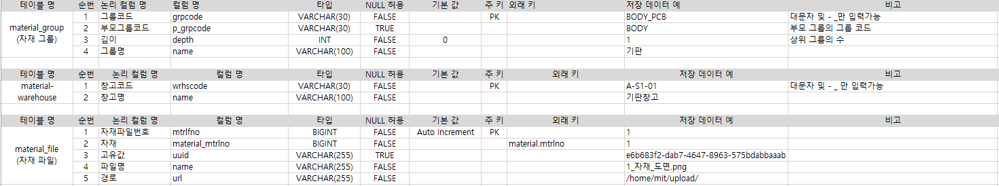 테이블 명 순번 논리 컬럼 명 컬럼 명 타입 NULL 허용 기본 값 주 키 외래 키 저장 데이터 예 비고
material_group
(자재 그룹)
1 그룹코드 grpcode VARCHAR(30) FALSE PK BODY_PCB 대문자 및 - _만 입력가능
2 부모그룹코드 p_grpcode VARCHAR(30) TRUE BODY 부모 그룹의 그룹 코드
3 깊이 depth INT FALSE 0 1 상위 그룹의 수
4 그룹명 name VARCHAR(100) FALSE 기판
테이블 명 순번 논리 컬럼 명 컬럼 명 타입 NULL 허용 기본 값 주 키 외래 키 저장 데이터 예 비고
material-
warehouse
1 창고코드 wrhscode VARCHAR(30) FALSE PK A-S1-01 대문자 및 - _ 만 입력가능
2 창고명 name VARCHAR(100) FALSE 기판창고
테이블 명 순번 논리 컬럼 명 컬럼 명 타입 NULL 허용 기본 값 주 키 외래 키 저장 데이터 예 비고
material_file
(자재 파일)
1 자재파일번호 mtrlfno BIGINT FALSE Auto Increment PK 1
2 자재 material_mtrlno BIGINT FALSE material.mtrlno 1
3 고유값 uuid VARCHAR(255) TRUE e6b683f2-dab7-4647-8963-575bdabbaaab
4 파일명 name VARCHAR(255) FALSE 1_자재_도면.png
5 경로 url VARCHAR(255) FALSE /home/mit/upload/